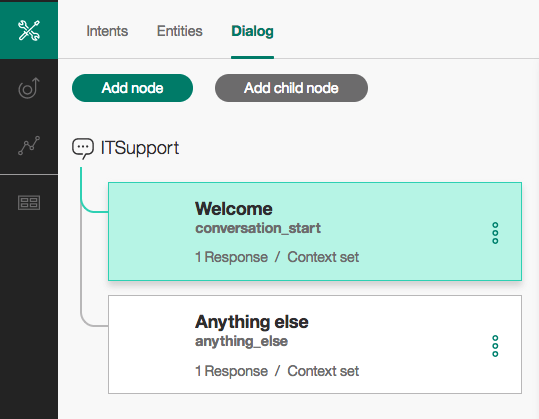 Intents Entities Dialog
Add node Add child node
ITSupport
Welcome
conversation_start
1 Response / Context set
Anything else
anything_else
1 Response / Context set